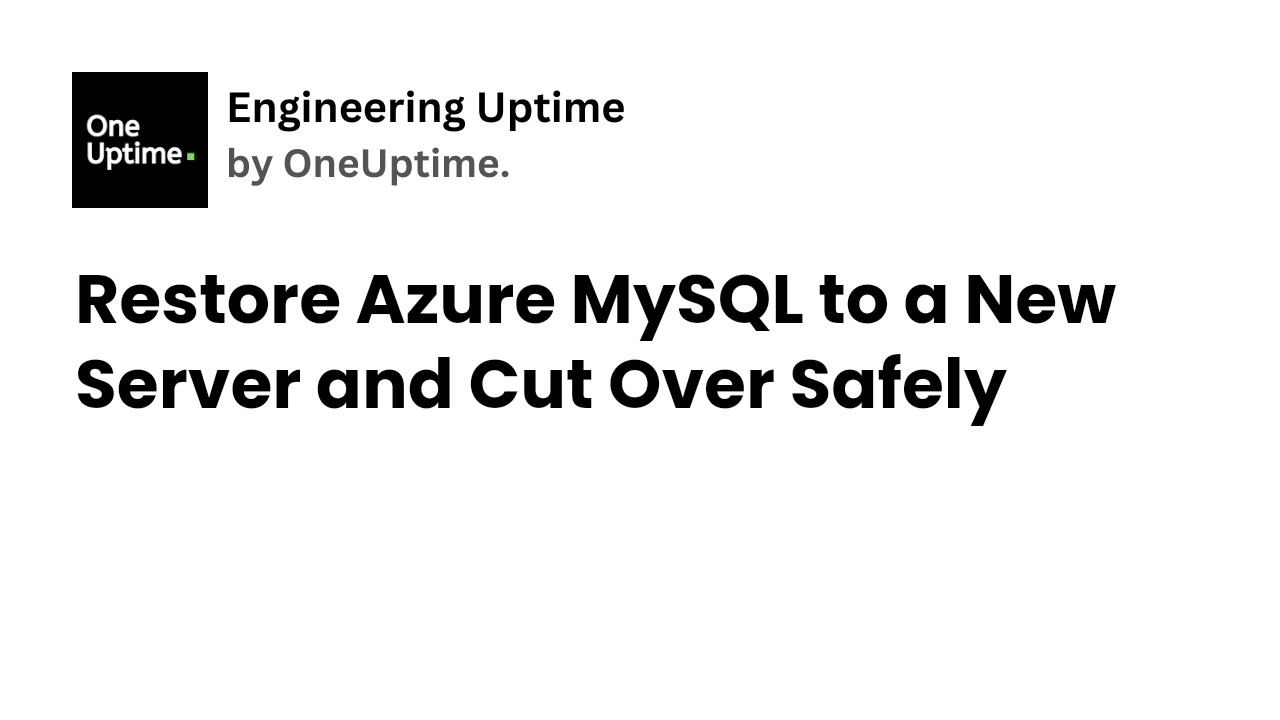 One
Uptime.
Engineering Uptime
by OneUptime.
Restore Azure MySQL to a New
Server and Cut Over Safely